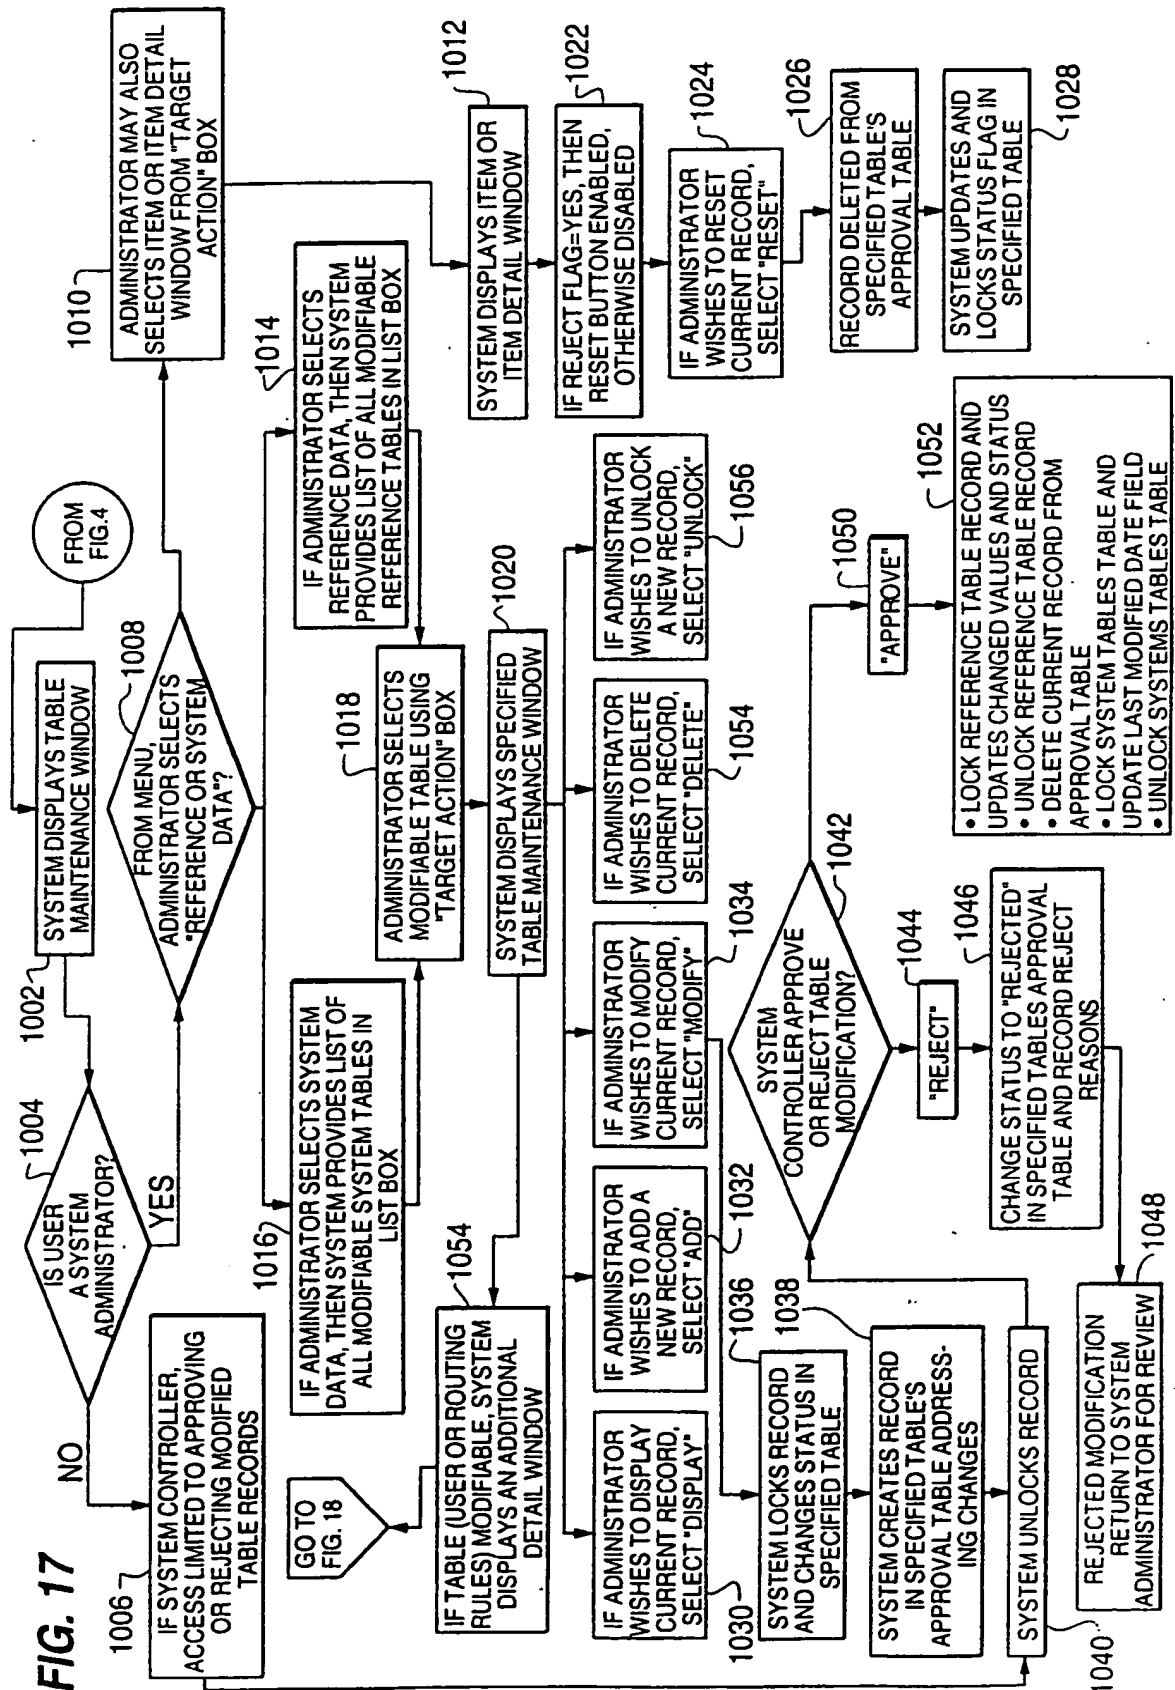 FIG. 17
FROM
FIG.4
1002
SYSTEM DISPLAYS TABLE
MAINTENANCE WINDOW
1004
IS USER
A SYSTEM
ADMINISTRATOR?
NO
YES
1006
IF SYSTEM CONTROLLER,
ACCESS LIMITED TO APPROVING
OR REJECTING MODIFIED
TABLE RECORDS
1008
FROM MENU,
ADMINISTRATOR SELECTS
"REFERENCE OR SYSTEM
DATA"?
1010
ADMINISTRATOR MAY ALSO
SELECTS ITEM OR ITEM DETAIL
WINDOW FROM "TARGET
ACTION" BOX
1016
IF ADMINISTRATOR SELECTS SYSTEM
DATA, THEN SYSTEM PROVIDES LIST OF
ALL MODIFIABLE SYSTEM TABLES IN
LIST BOX
1014
IF ADMINISTRATOR SELECTS
REFERENCE DATA, THEN SYSTEM
PROVIDES LIST OF ALL MODIFIABLE
REFERENCE TABLES IN LIST BOX
1018
ADMINISTRATOR SELECTS
MODIFIABLE TABLE USING
"TARGET ACTION" BOX
1012
SYSTEM DISPLAYS ITEM OR
ITEM DETAIL WINDOW
1022
IF REJECT FLAG=YES, THEN
RESET BUTTON ENABLED,
OTHERWISE DISABLED
1024
IF ADMINISTRATOR
WISHES TO RESET
CURRENT RECORD,
SELECT "RESET"
1026
RECORD DELETED FROM
SPECIFIED TABLE'S
APPROVAL TABLE
1028
SYSTEM UPDATES AND
LOCKS STATUS FLAG IN
SPECIFIED TABLE
GO TO
FIG. 18
1054
IF TABLE (USER OR ROUTING
RULES) MODIFIABLE, SYSTEM
DISPLAYS AN ADDITIONAL
DETAIL WINDOW
1020
SYSTEM DISPLAYS SPECIFIED
TABLE MAINTENANCE WINDOW
IF ADMINISTRATOR
WISHES TO DISPLAY
CURRENT RECORD,
SELECT "DISPLAY"
1030
IF ADMINISTRATOR
WISHES TO ADD A
NEW RECORD,
SELECT "ADD"
1032
IF ADMINISTRATOR
WISHES TO MODIFY
CURRENT RECORD,
SELECT "MODIFY"
1034
IF ADMINISTRATOR
WISHES TO DELETE
CURRENT RECORD,
SELECT "DELETE"
1054
IF ADMINISTRATOR
WISHES TO UNLOCK
A NEW RECORD,
SELECT "UNLOCK"
1056
1036
SYSTEM LOCKS RECORD
AND CHANGES STATUS IN
SPECIFIED TABLE
1038
SYSTEM CREATES RECORD
IN SPECIFIED TABLE'S
APPROVAL TABLE ADDRESS-
ING CHANGES
SYSTEM UNLOCKS RECORD
1040
1042
SYSTEM
CONTROLLER APPROVE
OR REJECT TABLE
MODIFICATION?
1044
"REJECT"
1046
CHANGE STATUS TO "REJECTED"
IN SPECIFIED TABLES APPROVAL
TABLE AND RECORD REJECT
REASONS
1048
REJECTED MODIFICATION
RETURN TO SYSTEM
ADMINISTRATOR FOR REVIEW
1050
"APPROVE"
1052
• LOCK REFERENCE TABLE RECORD AND
UPDATES CHANGED VALUES AND STATUS
• UNLOCK REFERENCE TABLE RECORD
• DELETE CURRENT RECORD FROM
APPROVAL TABLE
• LOCK SYSTEM TABLES TABLE AND
UPDATE LAST MODIFIED DATE FIELD
• UNLOCK SYSTEMS TABLES TABLE